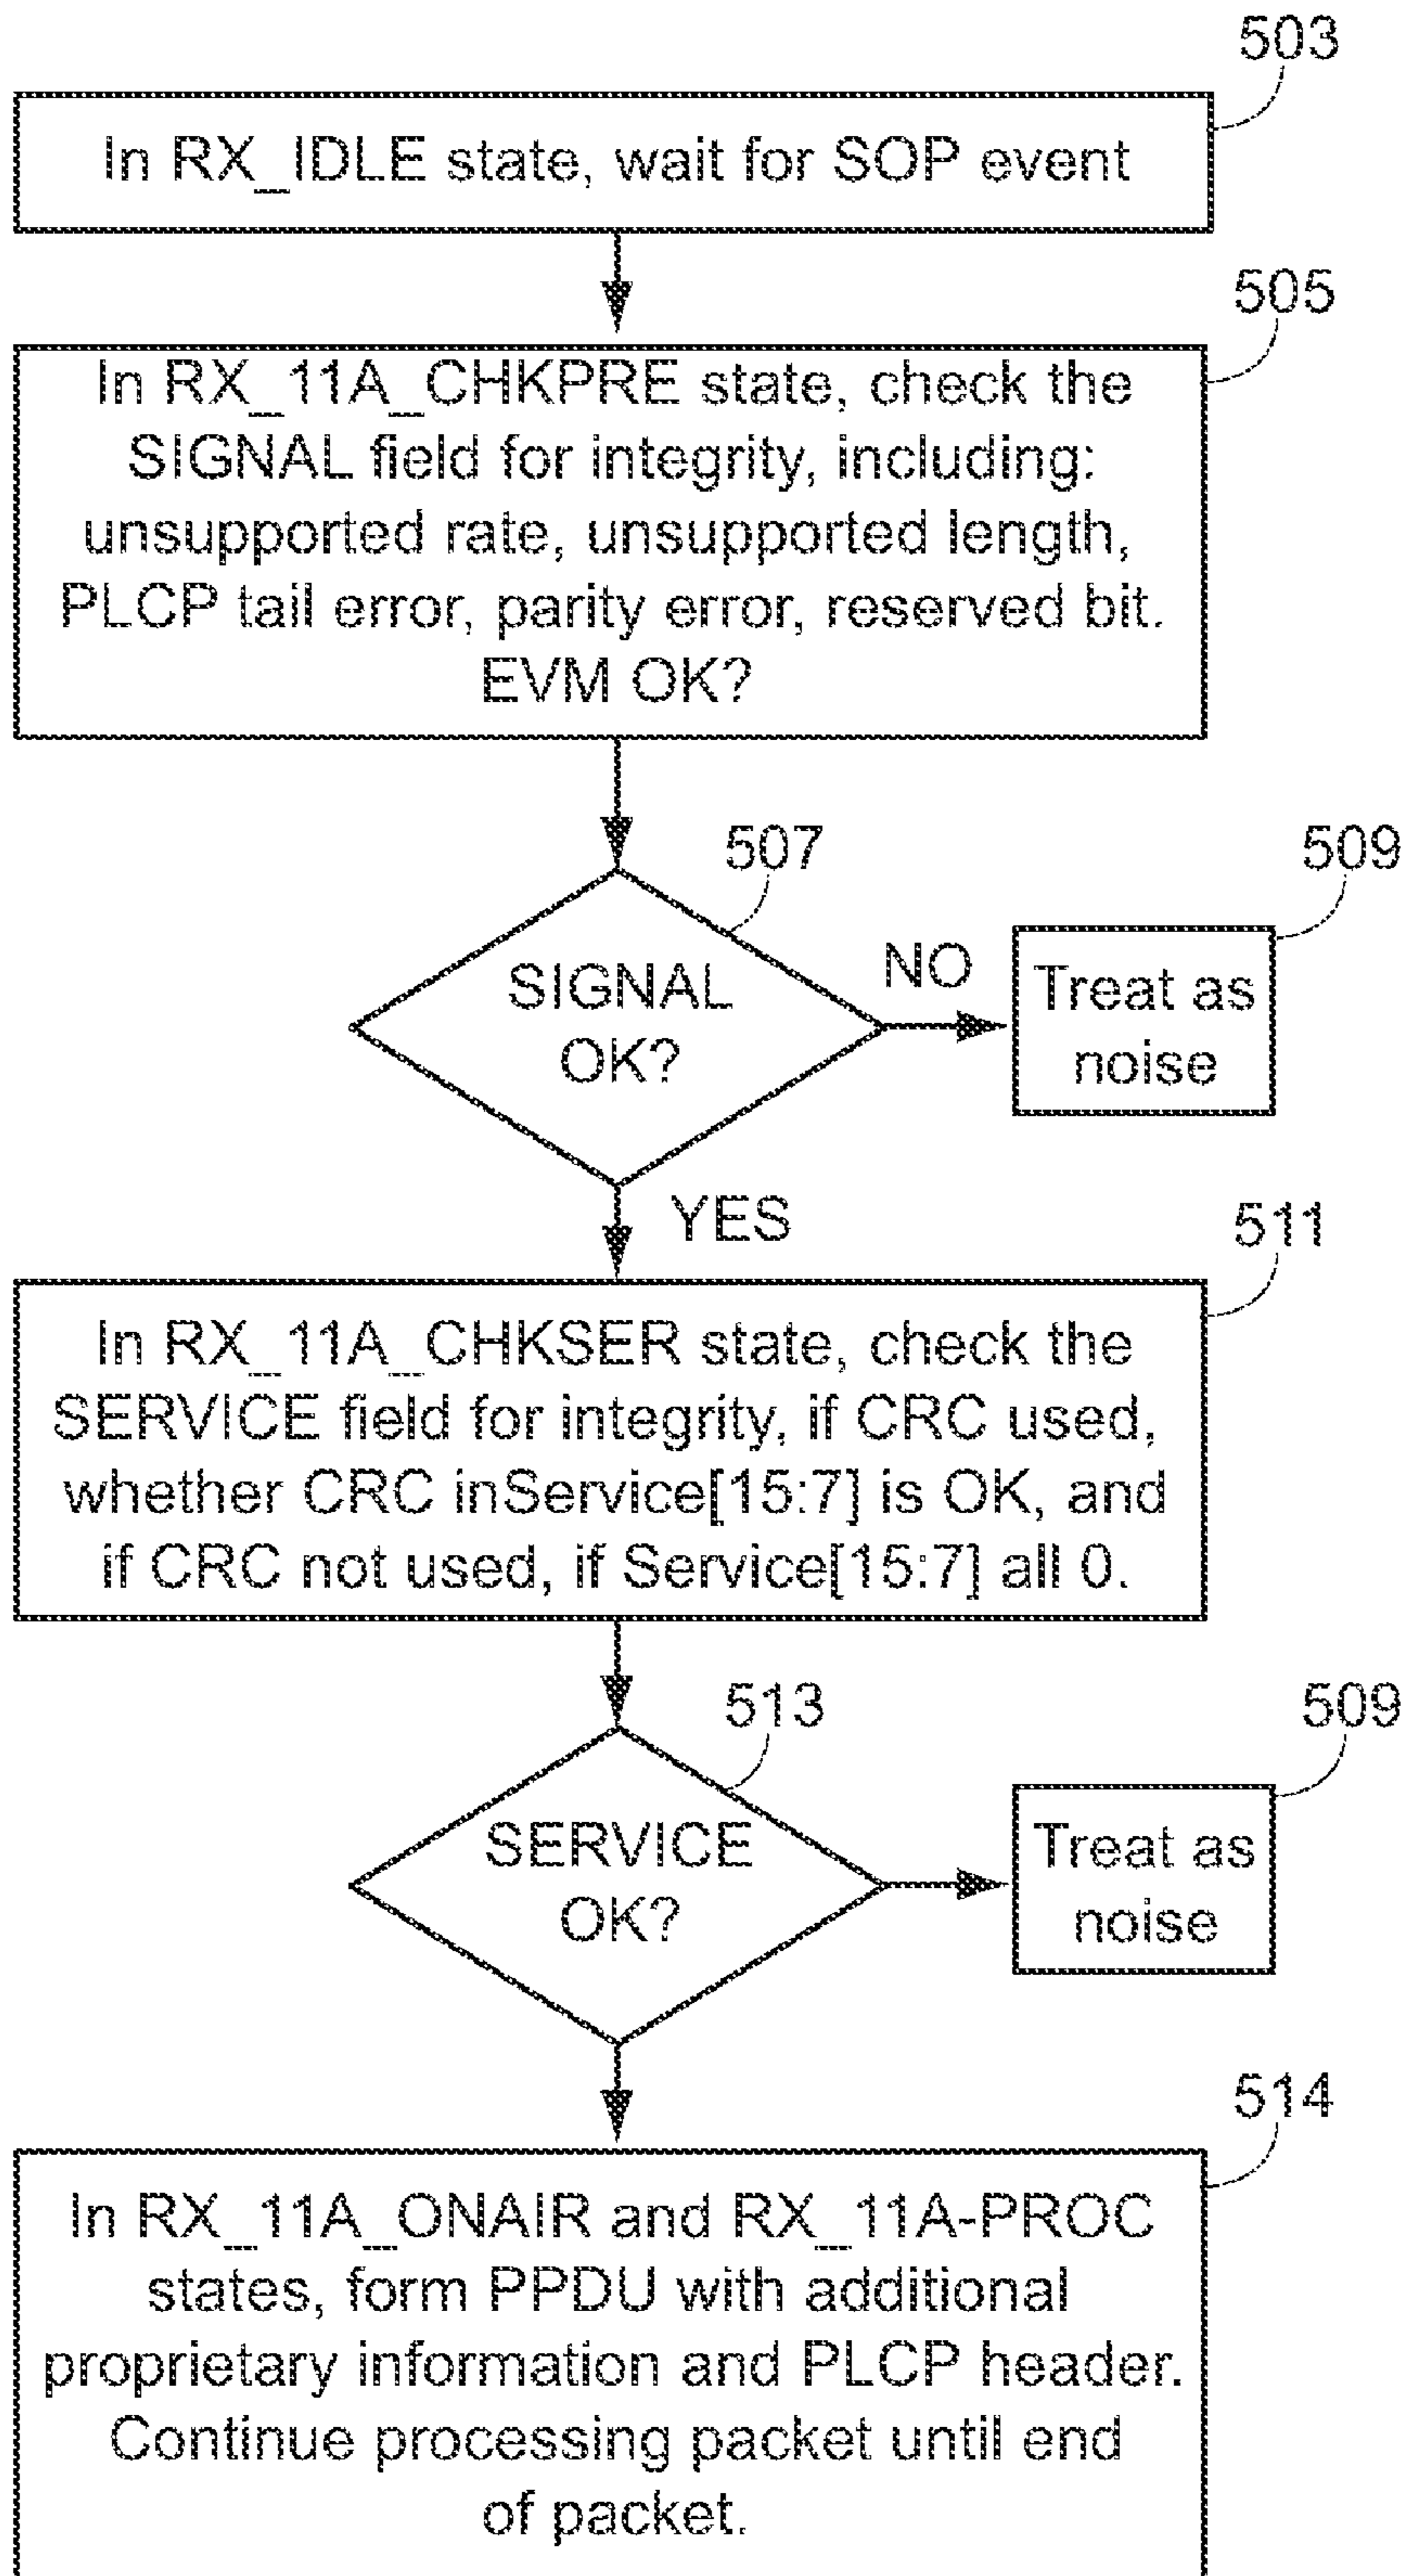 503
In RX_IDLE state, wait for SOP event
505
In RX_11A_CHKPRE state, check the
SIGNAL field for integrity, including:
unsupported rate, unsupported length,
PLCP tail error, parity error, reserved bit.
EVM OK?
507
509
SIGNAL
OK?
NO
Treat as
noise
YES
511
In RX_11A_CHKSER state, check the
SERVICE field for integrity, if CRC used,
whether CRC inService[15:7] is OK, and
if CRC not used, if Service[15:7] all 0.
513
509
SERVICE
OK?
Treat as
noise
514
In RX_11A_ONAIR and RX_11A-PROC
states, form PPDU with additional
proprietary information and PLCP header.
Continue processing packet until end
of packet.